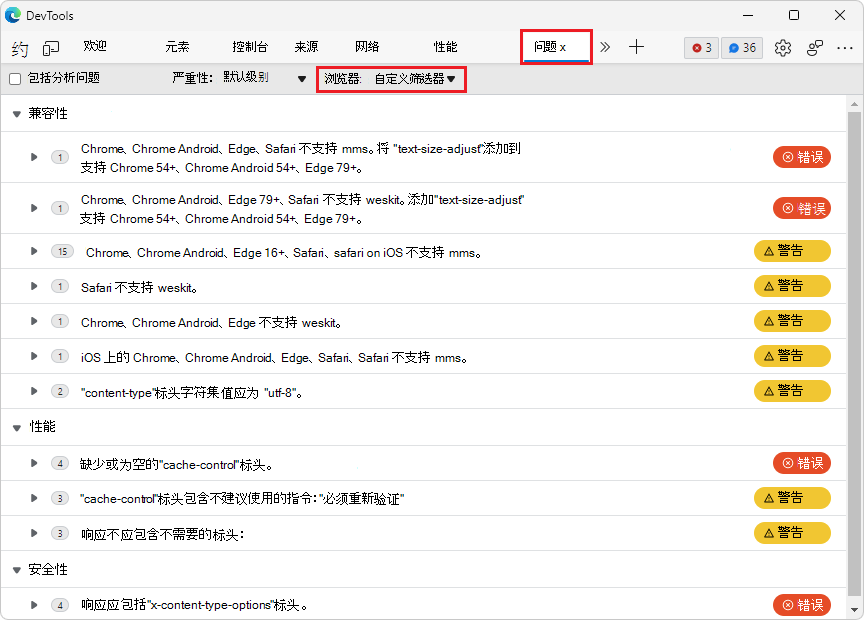 DevTools
约 欢迎 元素 控制台 来源 网络 性能 问题 x 3 36
包括分析问题 严重性: 默认级别 浏览器: 自定义筛选器
兼容性
1 Chrome、Chrome Android、Edge、Safari 不支持 mms。将 "text-size-adjust"添加到
支持 Chrome 54+、Chrome Android 54+、Edge 79+。 错误
1 Chrome、Chrome Android、Edge 79+、Safari 不支持 weskit。添加"text-size-adjust"
支持 Chrome 54+、Chrome Android 54+、Edge 79+。 错误
15 Chrome、Chrome Android、Edge 16+、Safari、safari on iOS 不支持 mms。 警告
1 Safari 不支持 weskit。 警告
1 Chrome、Chrome Android、Edge 不支持 weskit。 警告
1 iOS 上的 Chrome、Chrome Android、Edge、Safari、Safari 不支持 mms。 警告
2 "content-type"标头字符集值应为 "utf-8"。 警告
性能
4 缺少或为空的"cache-control"标头。 错误
3 "cache-control"标头包含不建议使用的指令:"必须重新验证" 警告
3 响应不应包含不需要的标头: 警告
安全性
4 响应应包括"x-content-type-options"标头。 错误